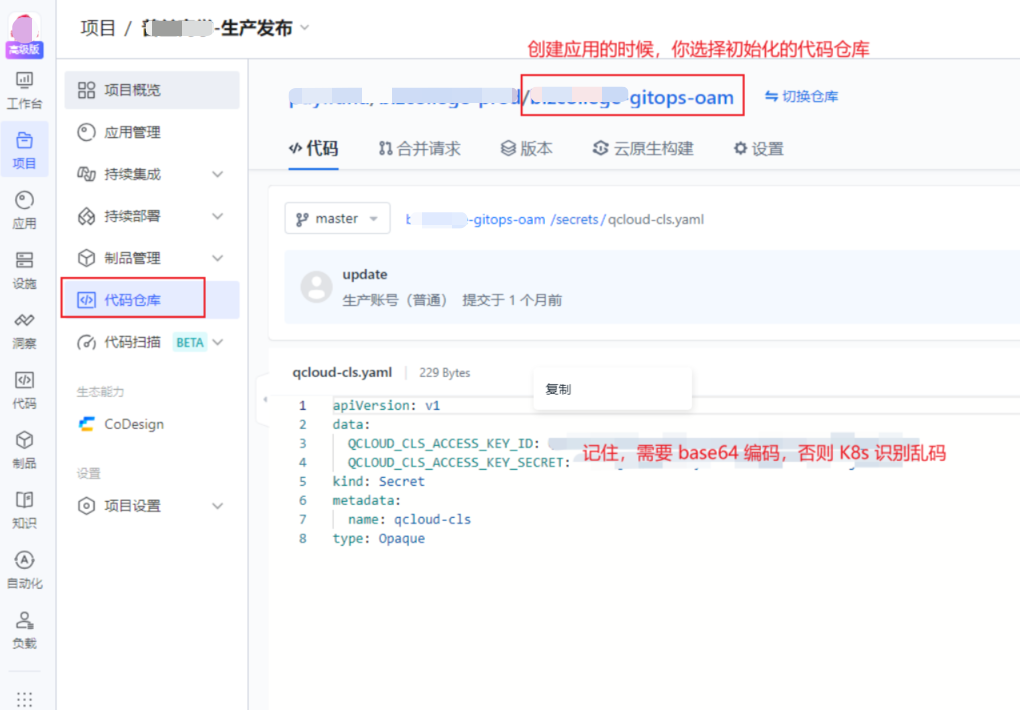 项目 / -生产发布
高级版
创建应用的时候，你选择初始化的代码仓库
工作台
项目
应用
设施
洞察
代码
制品
知识
自动化
负载
项目概览
应用管理
持续集成
持续部署
制品管理
代码仓库
代码扫描 BETA
生态能力
CoDesign
设置
项目设置
-gitops-oam
切换仓库
代码 合并请求 版本 云原生构建 设置
master
-gitops-oam /secrets/ qcloud-cls.yaml
update
生产账号（普通） 提交于 1 个月前
qcloud-cls.yaml 229 Bytes
复制
1 apiVersion: v1
2 data:
3 QCLOUD_CLS_ACCESS_KEY_ID:
4 QCLOUD_CLS_ACCESS_KEY_SECRET:
记住，需要 base64 编码，否则 K8s 识别乱码
5 kind: Secret
6 metadata:
7 name: qcloud-cls
8 type: Opaque